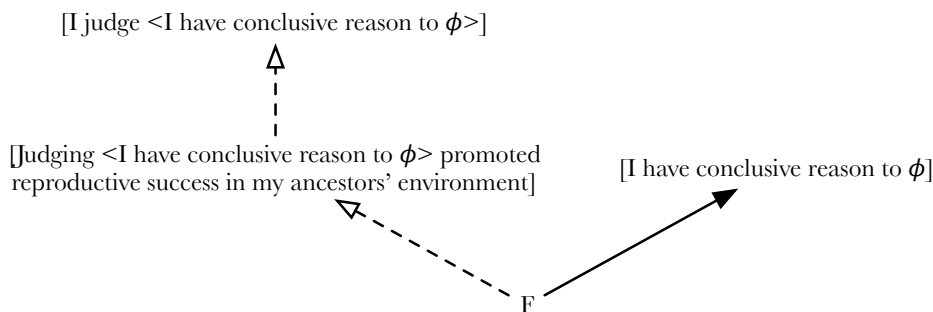 [I judge <I have conclusive reason to ϕ>]
[Judging <I have conclusive reason to ϕ> promoted
reproductive success in my ancestors’ environment]
[I have conclusive reason to ϕ]
F